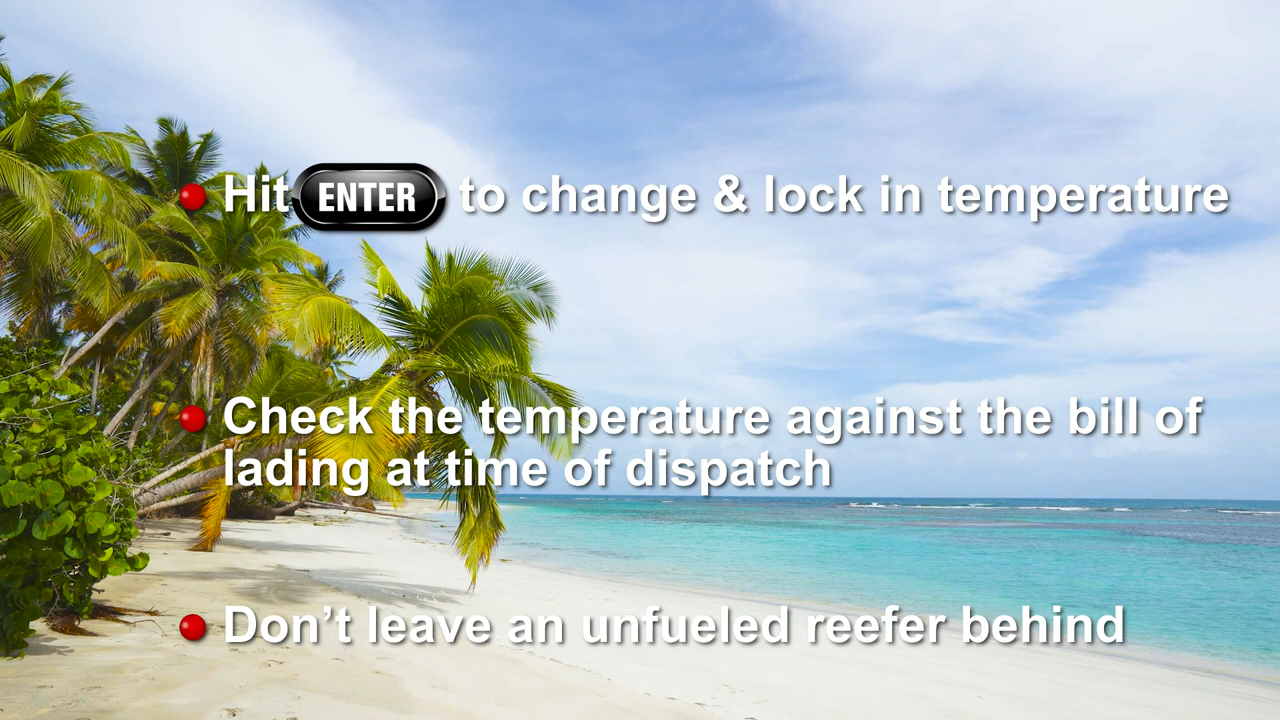 Hit ENTER to change & lock in temperature
Check the temperature against the bill of
lading at time of dispatch
Don’t leave an unfueled reefer behind